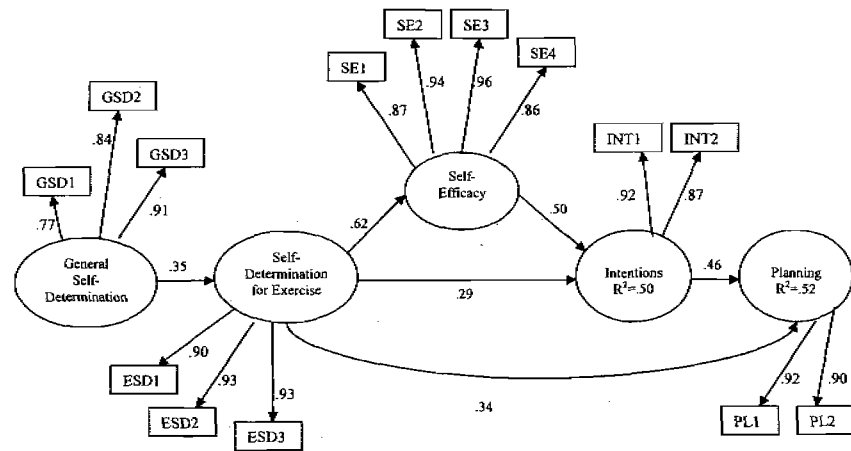 SE2
SE3
SE1
SE4
.94
.96
.87
.86
GSD2
GSD3
GSD1
.84
.91
.77
INT1
INT2
.92
.87
Self-
Efficacy
.62
.50
General
Self-
Determination
.35
Self-
Determination
for Exercise
.29
Intentions
R²=.50
.46
Planning
R²=.52
.90
.93
.93
ESD1
ESD2
ESD3
.34
.92
.90
PL1
PL2